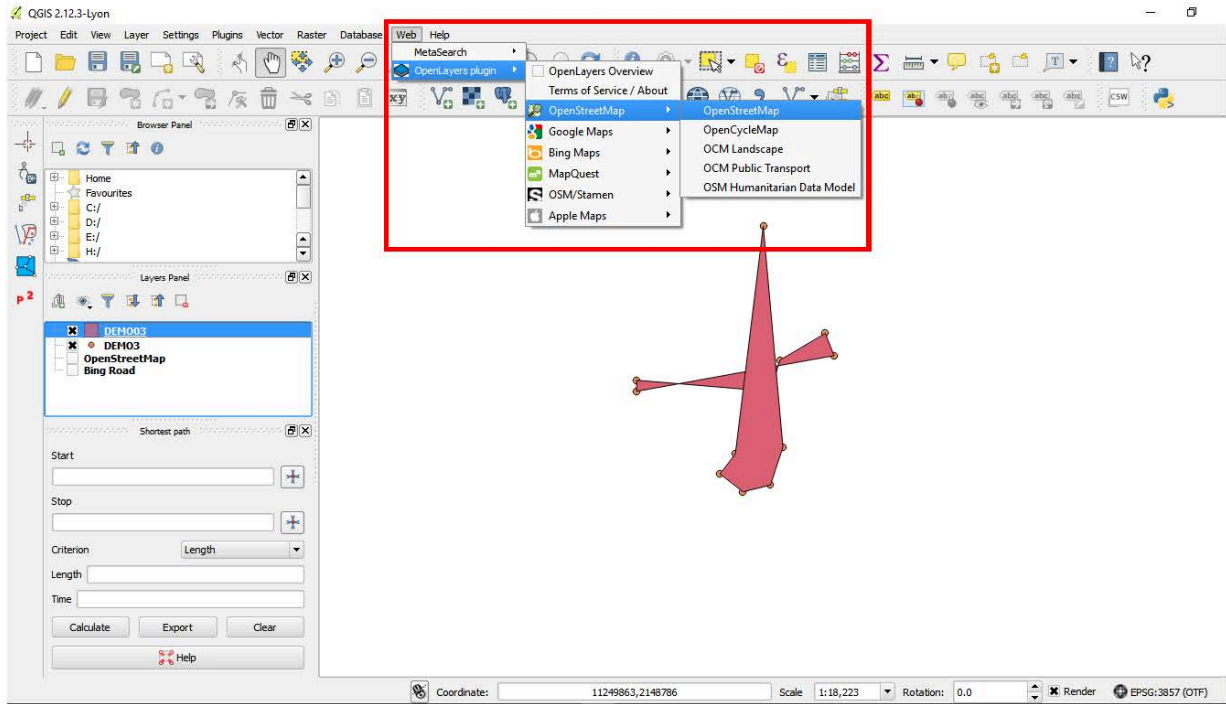 QGIS 2.12.3-Lyon
Project Edit View Layer Settings Plugins Vector Raster Database Web Help
MetaSearch
OpenLayers plugin
OpenLayers Overview
Terms of Service / About
OpenStreetMap
Google Maps
Bing Maps
MapQuest
OSM/Stamen
Apple Maps
OpenStreetMap
OpenCycleMap
OCM Landscape
OCM Public Transport
OSM Humanitarian Data Model
xy
abc
CSW
Browser Panel
Home
Favourites
C:/
D:/
E:/
H:/
Layers Panel
DEMO03
DEMO3
OpenStreetMap
Bing Road
Shortest path
Start
Stop
Criterion Length
Length
Time
Calculate Export Clear
Help
Coordinate: 11249863,2148786 Scale 1:18,223 Rotation: 0.0 Render EPSG:3857 (OTF)